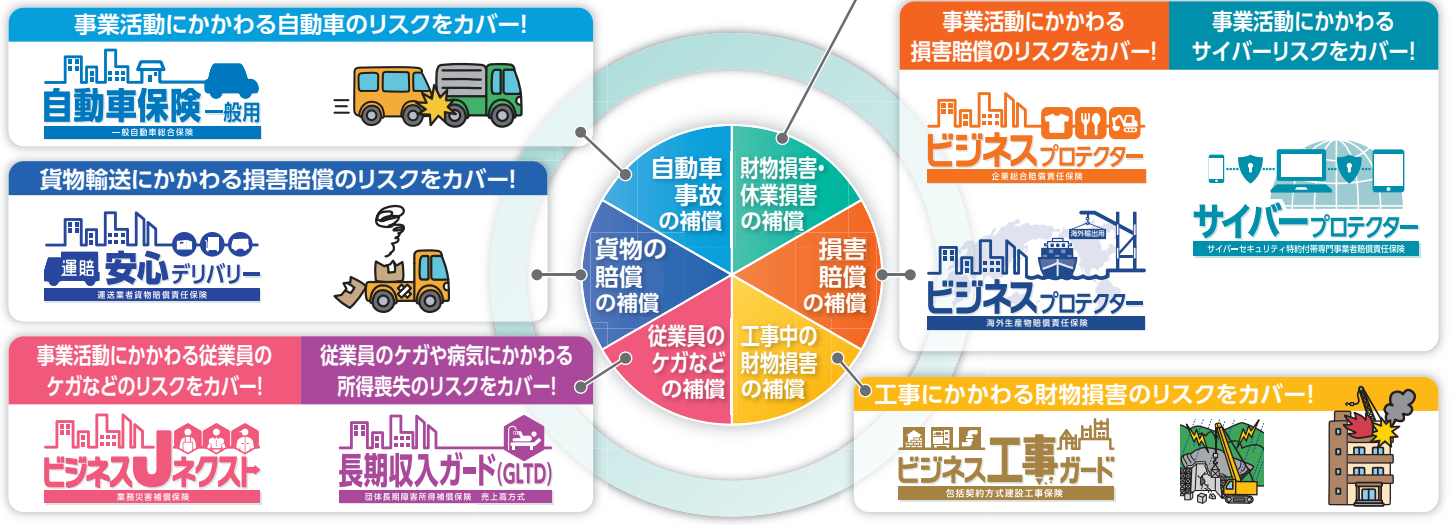 事業活動にかかわる自動車のリスクをカバー!
自動車保険 一般用
一般自動車総合保険
貨物輸送にかかわる損害賠償のリスクをカバー!
運賠 安心デリバリー
運送業者貨物賠償責任保険
事業活動にかかわる従業員の
ケガなどのリスクをカバー!
ビジネスJネクスト
業務災害補償保険
従業員のケガや病気にかかわる
所得喪失のリスクをカバー!
長期収入ガード(GLTD)
団体長期障害所得補償保険 売上高方式
自動車
事故
の補償
財物損害・
休業損害
の補償
貨物の
賠償
の補償
損害
賠償
の補償
従業員の
ケガなど
の補償
工事中の
財物損害
の補償
事業活動にかかわる
損害賠償のリスクをカバー!
ビジネスプロテクター
企業総合賠償責任保険
海外輸出用
ビジネスプロテクター
海外生産物賠償責任保険
事業活動にかかわる
サイバーリスクをカバー!
サイバープロテクター
サイバーセキュリティ特約付帯専門事業者賠償責任保険
工事にかかわる財物損害のリスクをカバー!
ビジネス工事ガード
包括契約方式建設工事保険